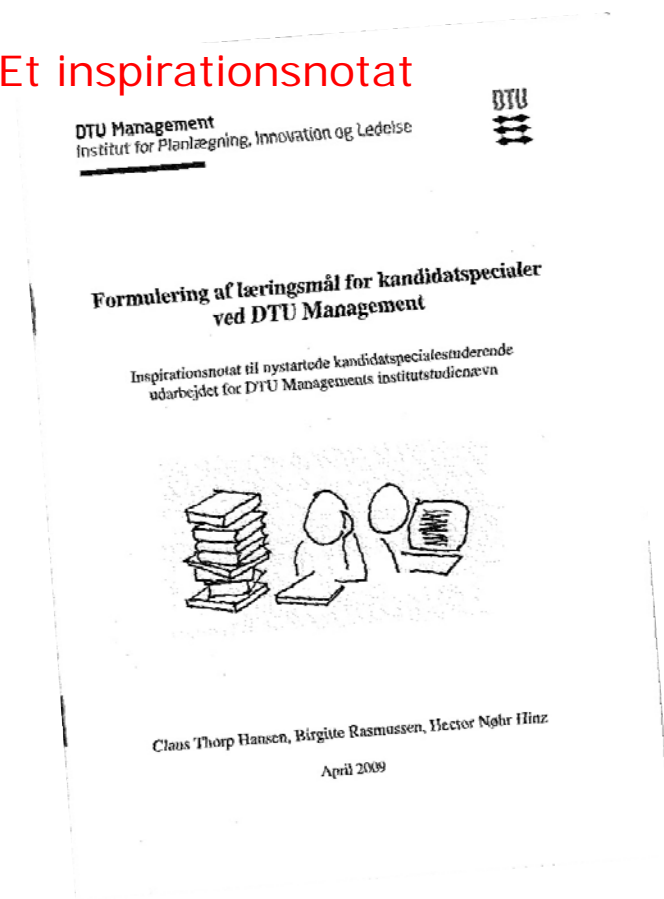 Et inspirationsnotat
DTU
DTU Management
Institut for Planlægning, Innovation og Ledelse
Formulering af læringsmål for kandidatspecialer
ved DTU Management
Inspirationsnotat til nystartede kandidatspecialestuderende
udarbejdet for DTU Managements institutstudienævn
Claus Thorp Hansen, Birgitte Rasmussen, Hector Nøhr Hinz
April 2009